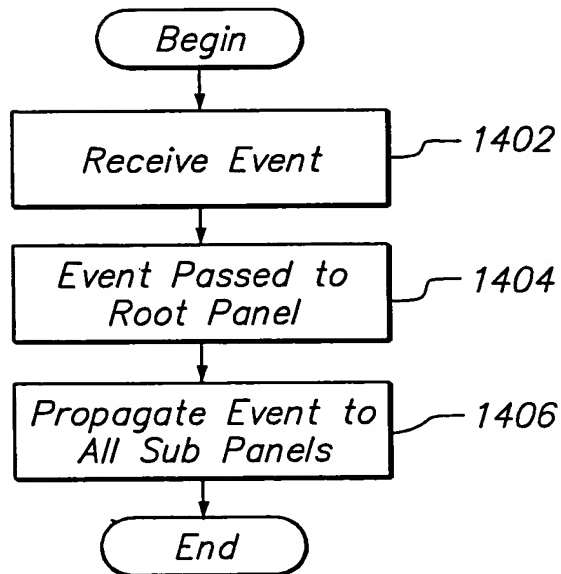 Begin
Receive Event
1402
Event Passed to
Root Panel
1404
Propagate Event to
All Sub Panels
1406
End